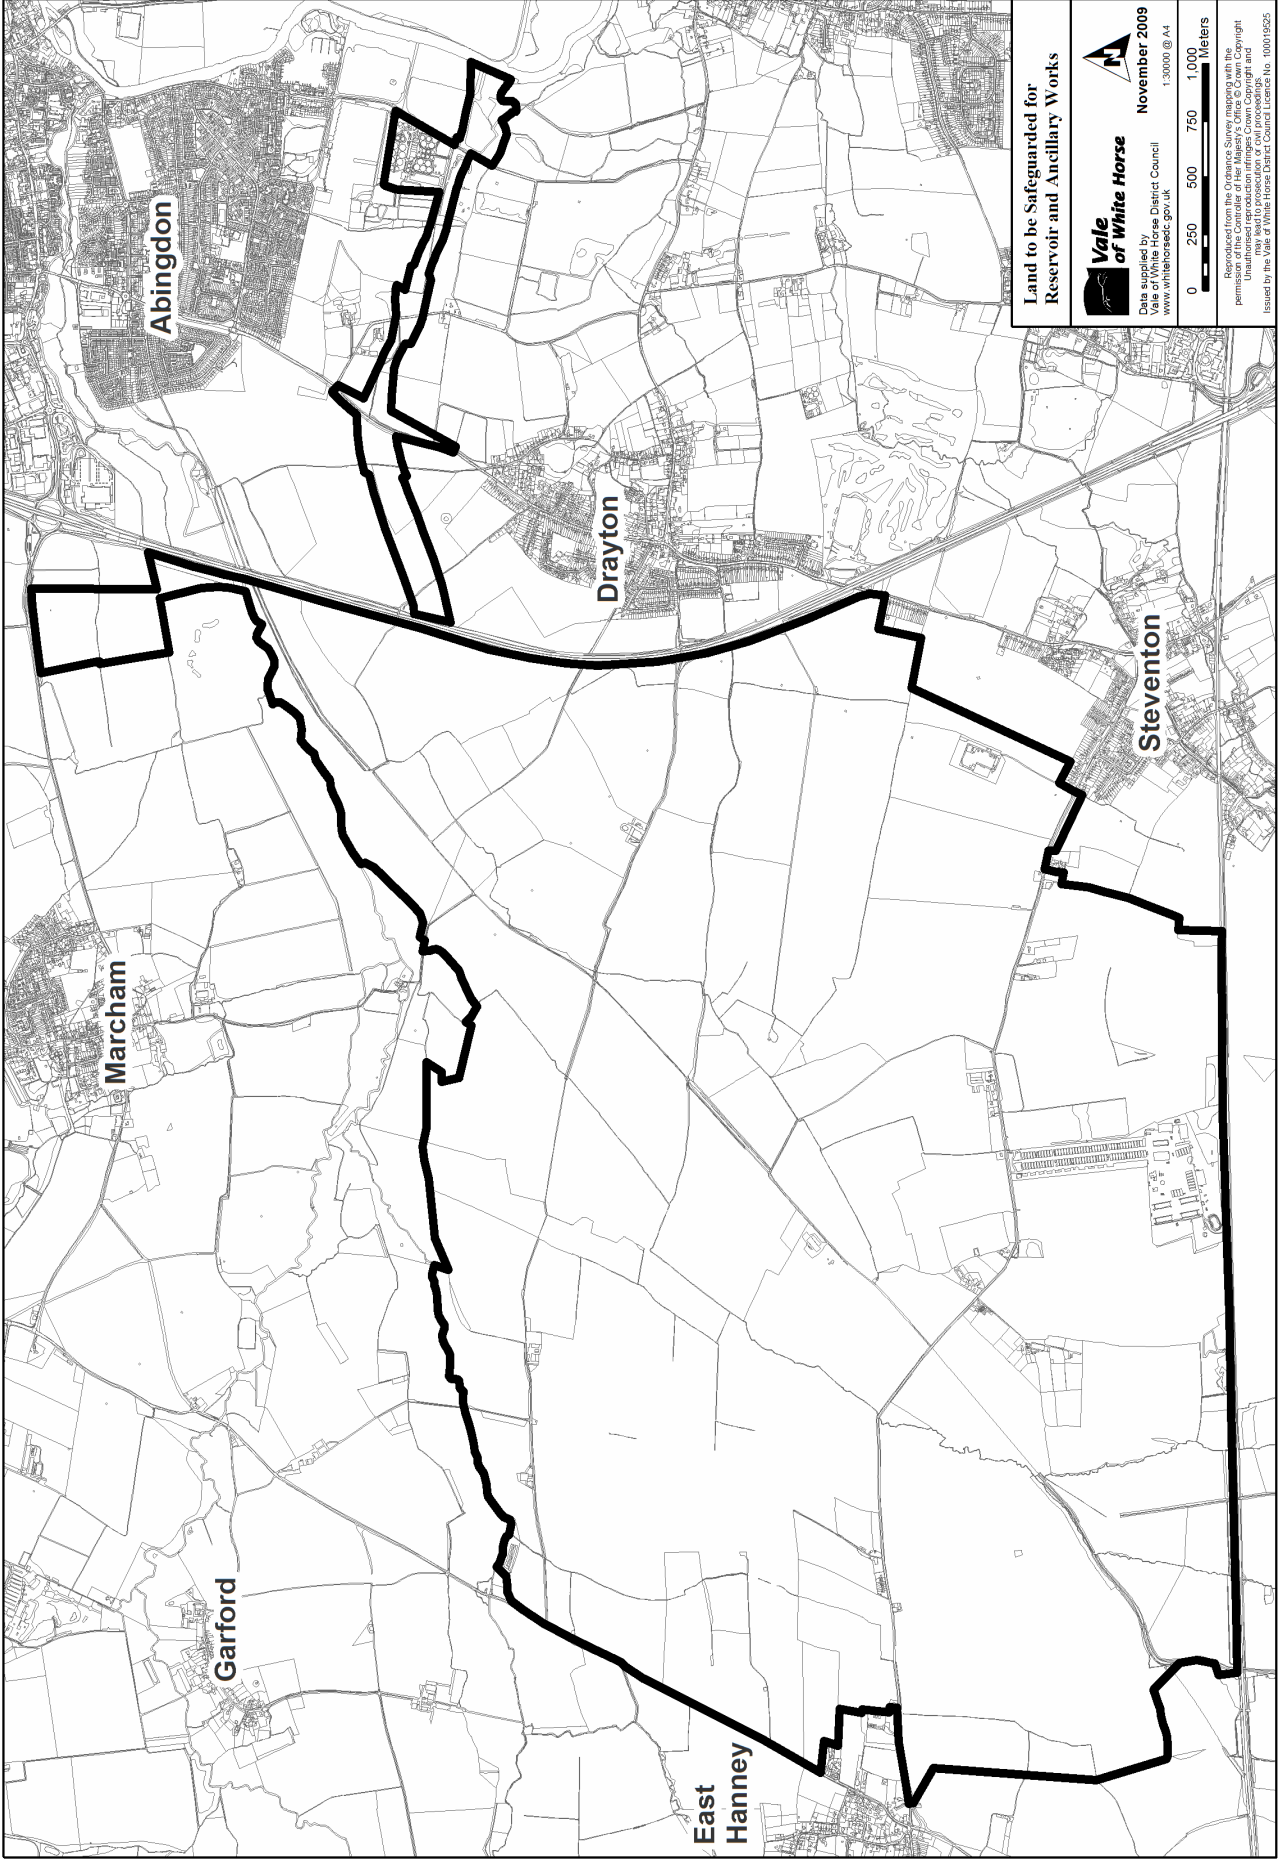 Garford
Marcham
Abingdon
East
Hanney
Drayton
Steventon
Land to be Safeguarded for
Reservoir and Ancillary Works
Vale
of White Horse
N
Data supplied by
Vale of White Horse District Council
www.whitehorsedc.gov.uk
November 2009
1:30000 @ A4
0 250 500 750 1,000
Meters
Reproduced from the Ordnance Survey mapping with the
permission of the Controller of Her Majesty's Office © Crown Copyright
Unauthorised reproduction infringes Crown Copyright and
may lead to prosecution or civil proceedings.
Issued by the Vale of White Horse District Council Licence No. 100019525